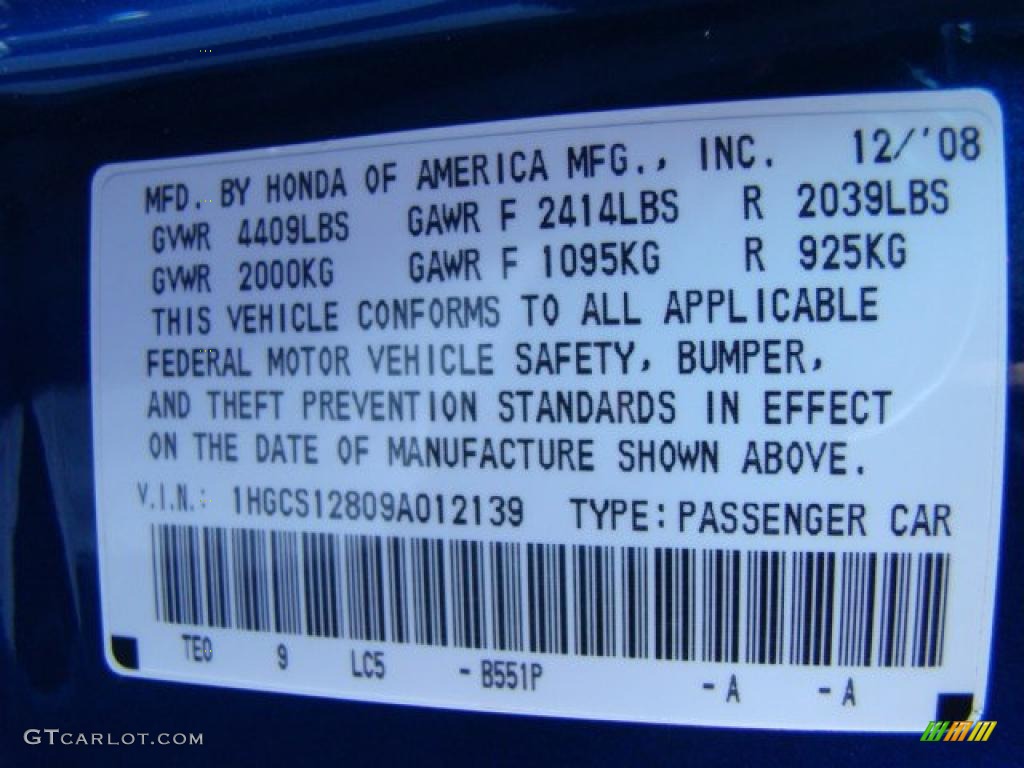 MFD. BY HONDA OF AMERICA MFG., INC. 12/'08
GVWR 4409LBS GAWR F 2414LBS R 2039LBS
GVWR 2000KG GAWR F 1095KG R 925KG
THIS VEHICLE CONFORMS TO ALL APPLICABLE
FEDERAL MOTOR VEHICLE SAFETY, BUMPER,
AND THEFT PREVENTION STANDARDS IN EFFECT
ON THE DATE OF MANUFACTURE SHOWN ABOVE.
V.I.N.: 1HGCS12809A012139 TYPE: PASSENGER CAR
TE0 9 LC5 - B551P - A - A
GTCARLOT.COM